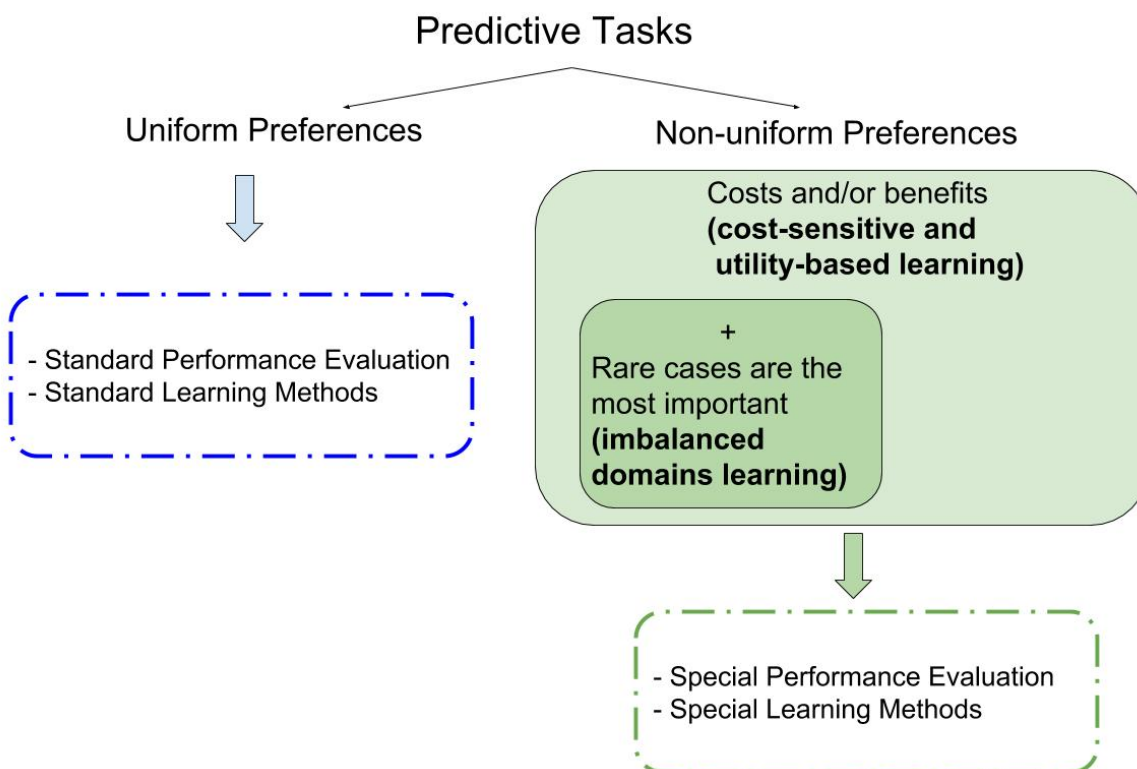 Predictive Tasks
Uniform Preferences
Non-uniform Preferences
Costs and/or benefits
(cost-sensitive and
utility-based learning)
+
Rare cases are the
most important
(imbalanced
domains learning)
- Standard Performance Evaluation
- Standard Learning Methods
- Special Performance Evaluation
- Special Learning Methods